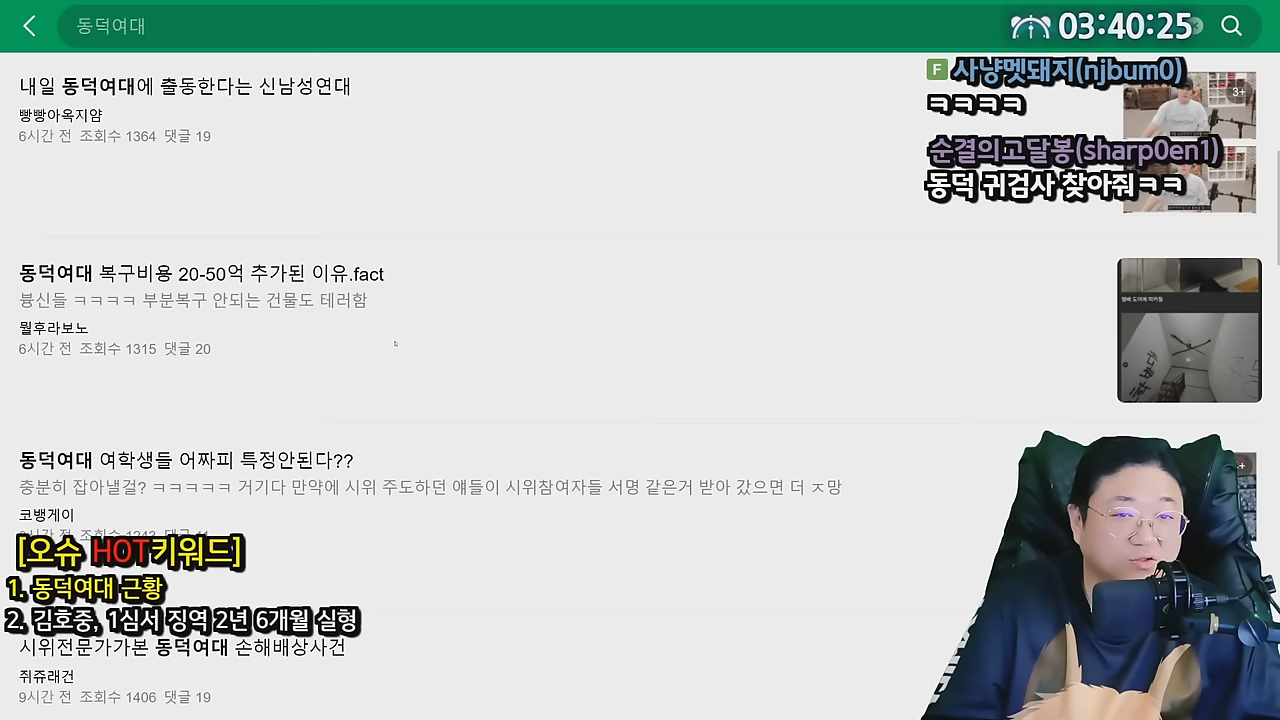 동덕여대
03:40:25
내일 동덕여대에 출동한다는 신남성연대
빵빵아옥지얌
6시간 전 조회수 1364 댓글 19
3+
F 사냥멧돼지(njbum0)
ㅋㅋㅋㅋ
순결의고달봉(sharp0en1)
동덕 귀검사 찾아줘ㅋㅋ
동덕여대 복구비용 20-50억 추가된 이유.fact
븅신들 ㅋㅋㅋㅋ 부분복구 안되는 건물도 테러함
뭘후라보노
6시간 전 조회수 1315 댓글 20
동덕여대 여학생들 어짜피 특정안된다??
충분히 잡아낼걸? ㅋㅋㅋㅋㅋ 거기다 만약에 시위 주도하던 얘들이 시위참여자들 서명 같은거 받아 갔으면 더 ㅈ망
코뱅게이
[오슈 HOT키워드]
1. 동덕여대 근황
2. 김호중, 1심서 징역 2년 6개월 실형
시위전문가가본 동덕여대 손해배상사건
쥐쥬래건
9시간 전 조회수 1406 댓글 19